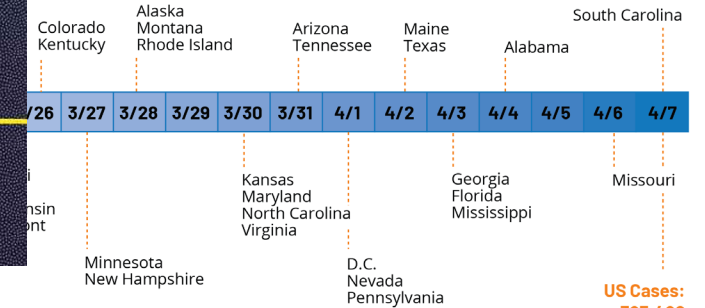 Colorado
Kentucky
Alaska
Montana
Rhode Island
Arizona
Tennessee
Maine
Texas
Alabama
South Carolina
/26 3/27 3/28 3/29 3/30 3/31 4/1 4/2 4/3 4/4 4/5 4/6 4/7
Minnesota
New Hampshire
Kansas
Maryland
North Carolina
Virginia
D.C.
Nevada
Pennsylvania
Georgia
Florida
Mississippi
Missouri
US Cases: